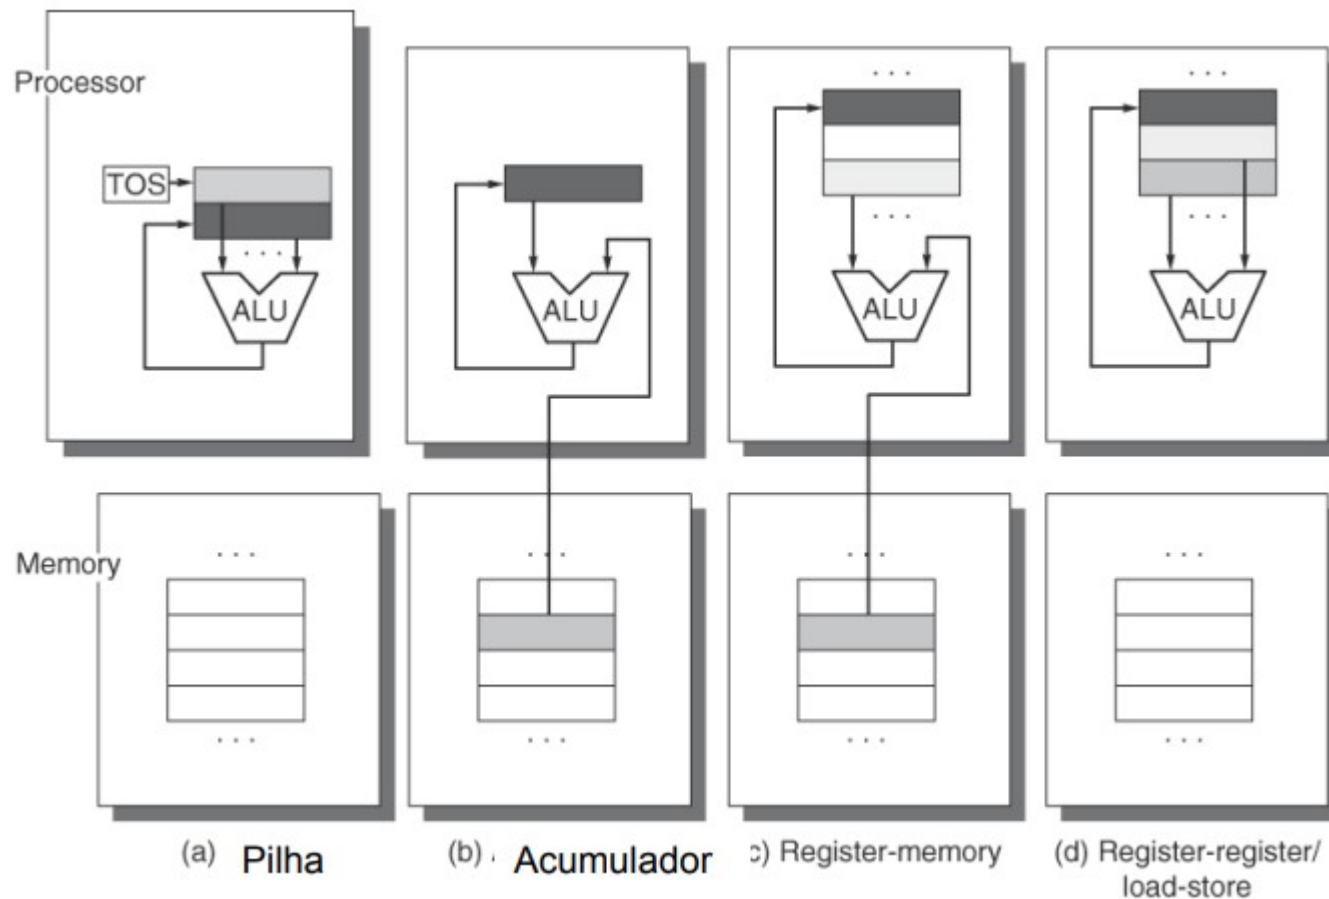 Processor
TOS
ALU
ALU
ALU
ALU
Memory
(a) Pilha
(b) Acumulador
c) Register-memory
(d) Register-register/
load-store